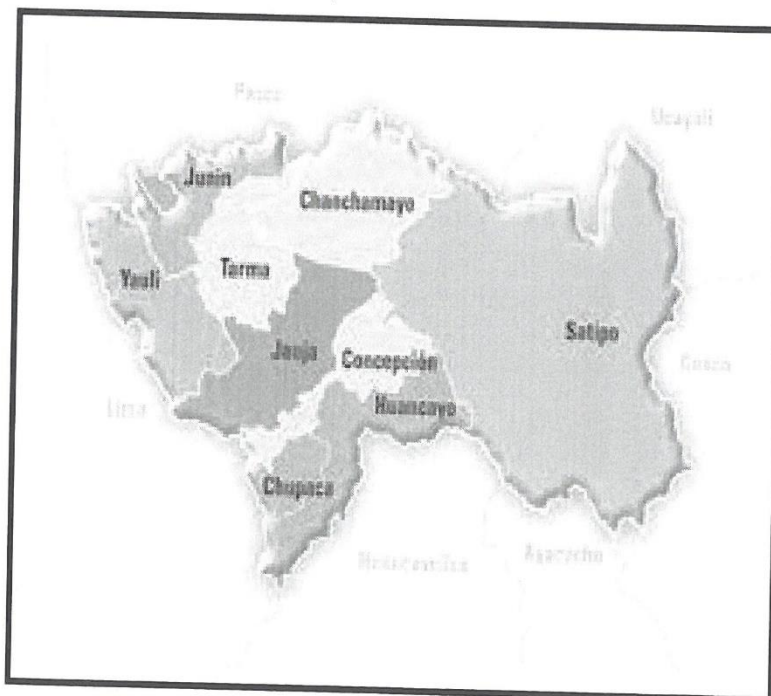 Pasco
Ucayali
Junín
Chanchamayo
Tarma
Yauli
Satipo
Jauja
Concepción
Cusco
Lima
Huancayo
Chupaca
Ayacucho
Huancavelica